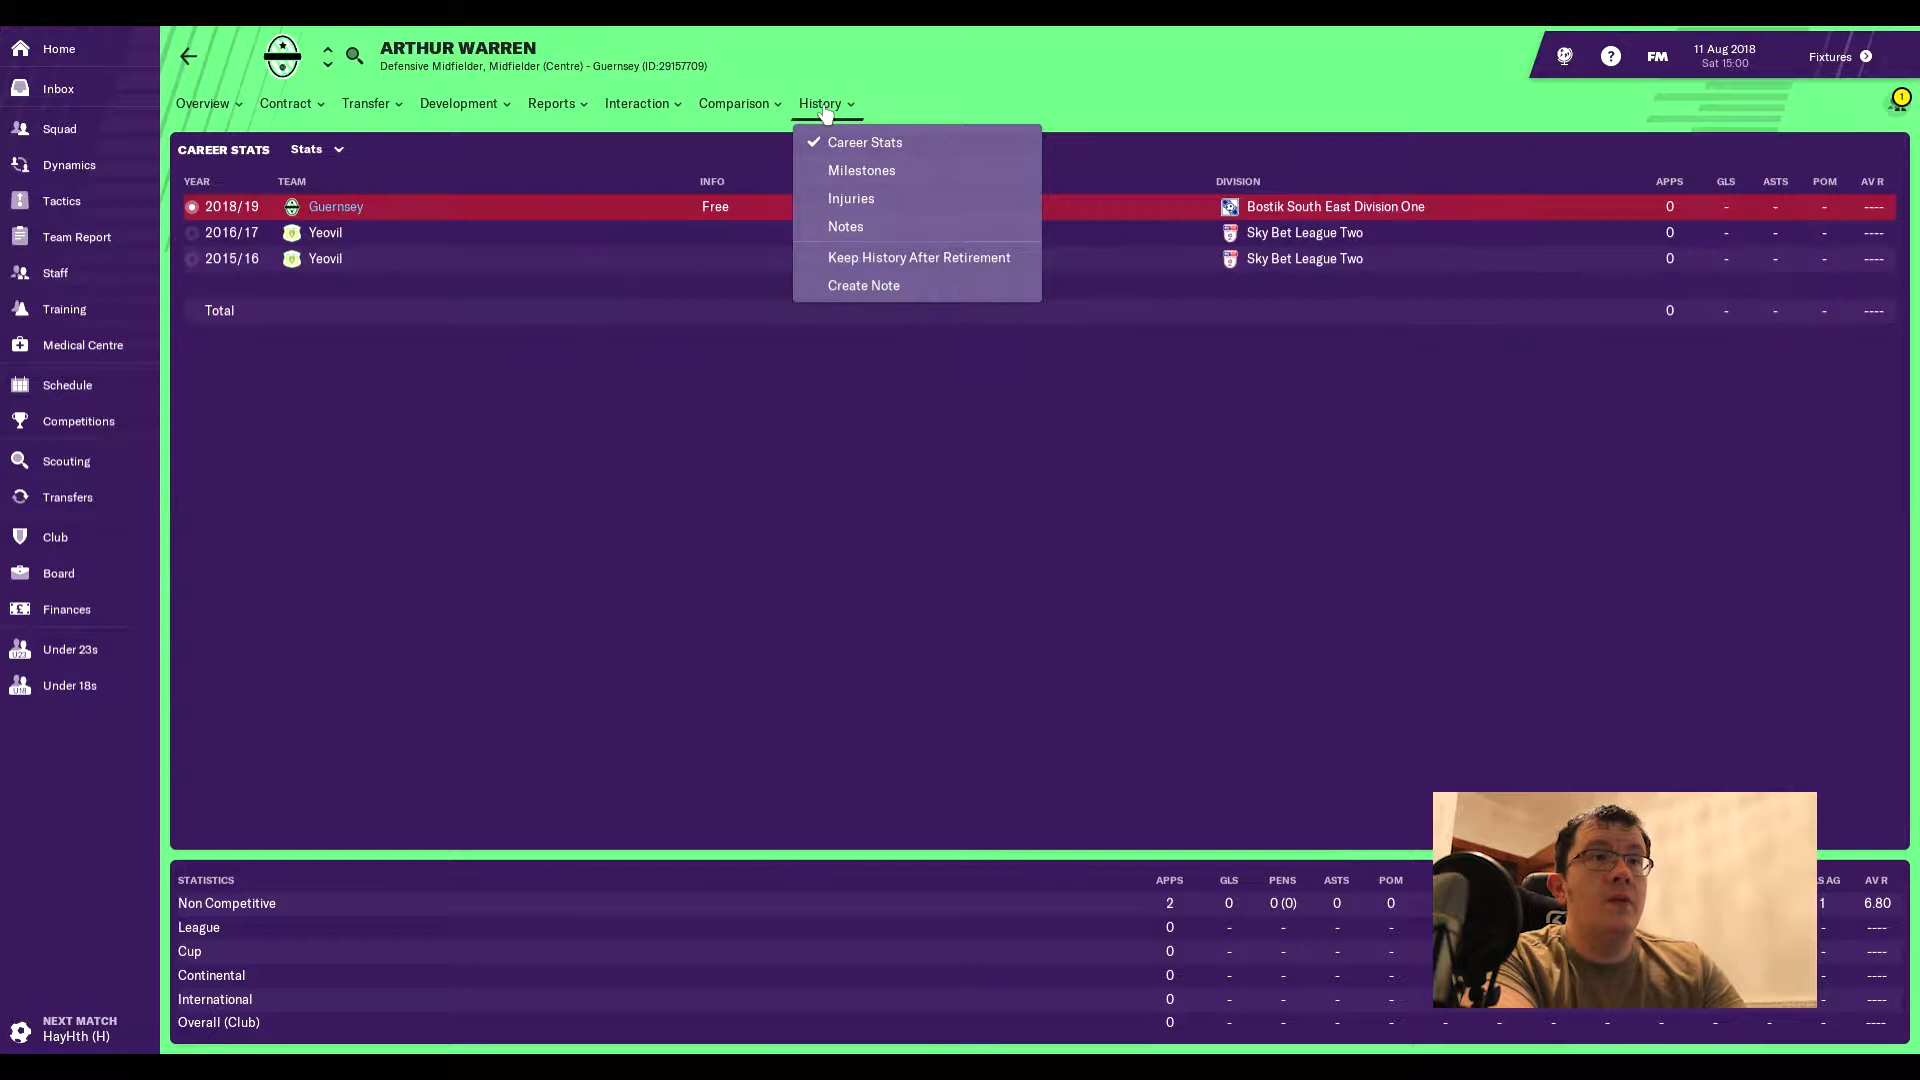 Home
Inbox
Squad
Dynamics
Tactics
Team Report
Staff
Training
Medical Centre
Schedule
Competitions
Scouting
Transfers
Club
Board
Finances
U23 Under 23s
U18 Under 18s
NEXT MATCH
HayHth (H)
ARTHUR WARREN
Defensive Midfielder, Midfielder (Centre) - Guernsey (ID:29157709)
? FM
11 Aug 2018
Sat 15:00
Fixtures
1
Overview Contract Transfer Development Reports Interaction Comparison History
Career Stats
Milestones
Injuries
Notes
Keep History After Retirement
Create Note
CAREER STATS Stats
YEAR TEAM INFO DIVISION APPS GLS ASTS POM AV R
2018/19 Guernsey Free Bostik South East Division One 0 - - - ----
2016/17 Yeovil Sky Bet League Two 0 - - - ----
2015/16 Yeovil Sky Bet League Two 0 - - - ----
Total 0 - - - ----
STATISTICS APPS GLS PENS ASTS POM AV R
Non Competitive 2 0 0 (0) 0 0 1 6.80
League 0 - - - - - ----
Cup 0 - - - - - ----
Continental 0 - - - - - ----
International 0 - - - - - ----
Overall (Club) 0 - - - - - - - - - - - - ----